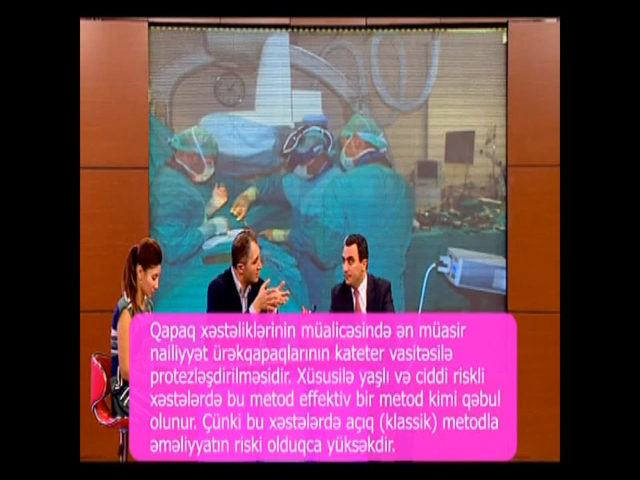 Qapaq xəstəliklərinin müalicəsində ən müasir
nailiyyət ürəkqapaqlarının kateter vasitəsilə
protezləşdirilməsidir. Xüsusilə yaşlı və ciddi riskli
xəstələrdə bu metod effektiv bir metod kimi qəbul
olunur. Çünki bu xəstələrdə açıq (klassik) metodla
əməliyyatın riski olduqca yüksəkdir.